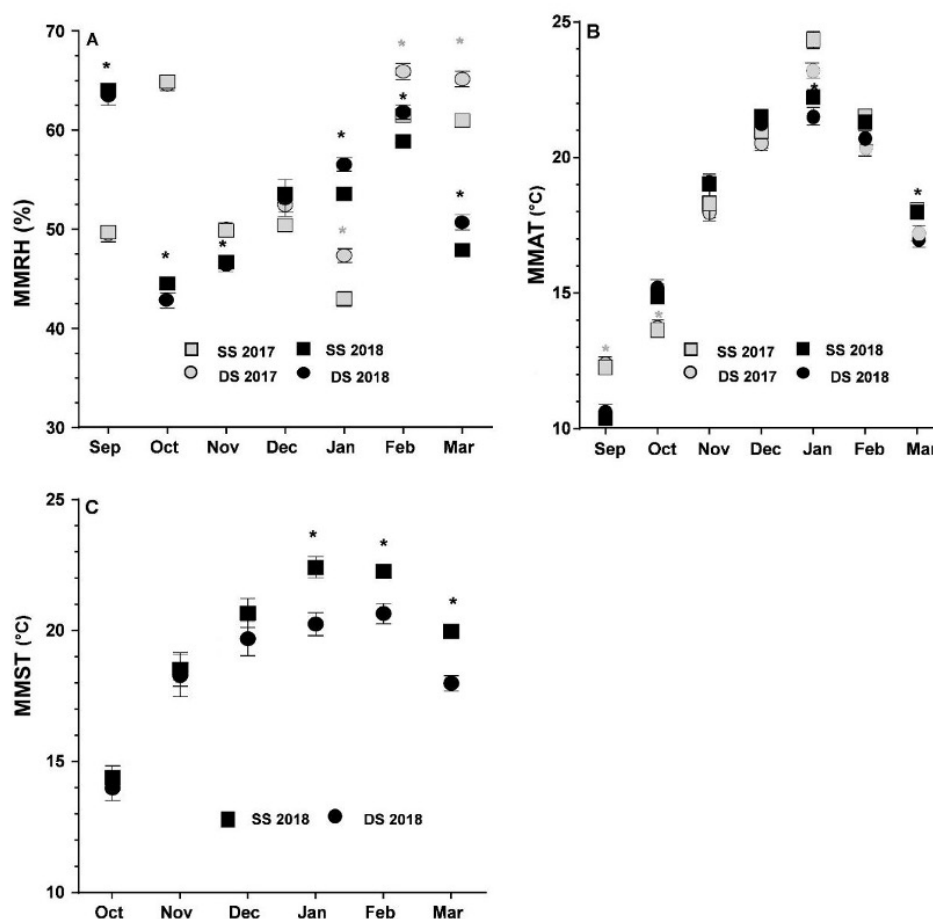 A
MMRH (%)
70
60
50
40
30
* * * * * * * * *
SS 2017 SS 2018
DS 2017 DS 2018
Sep Oct Nov Dec Jan Feb Mar
B
MMAT (°C)
25
20
15
10
* * * *
SS 2017 SS 2018
DS 2017 DS 2018
Sep Oct Nov Dec Jan Feb Mar
C
MMST (°C)
25
20
15
10
* * *
SS 2018 DS 2018
Oct Nov Dec Jan Feb Mar